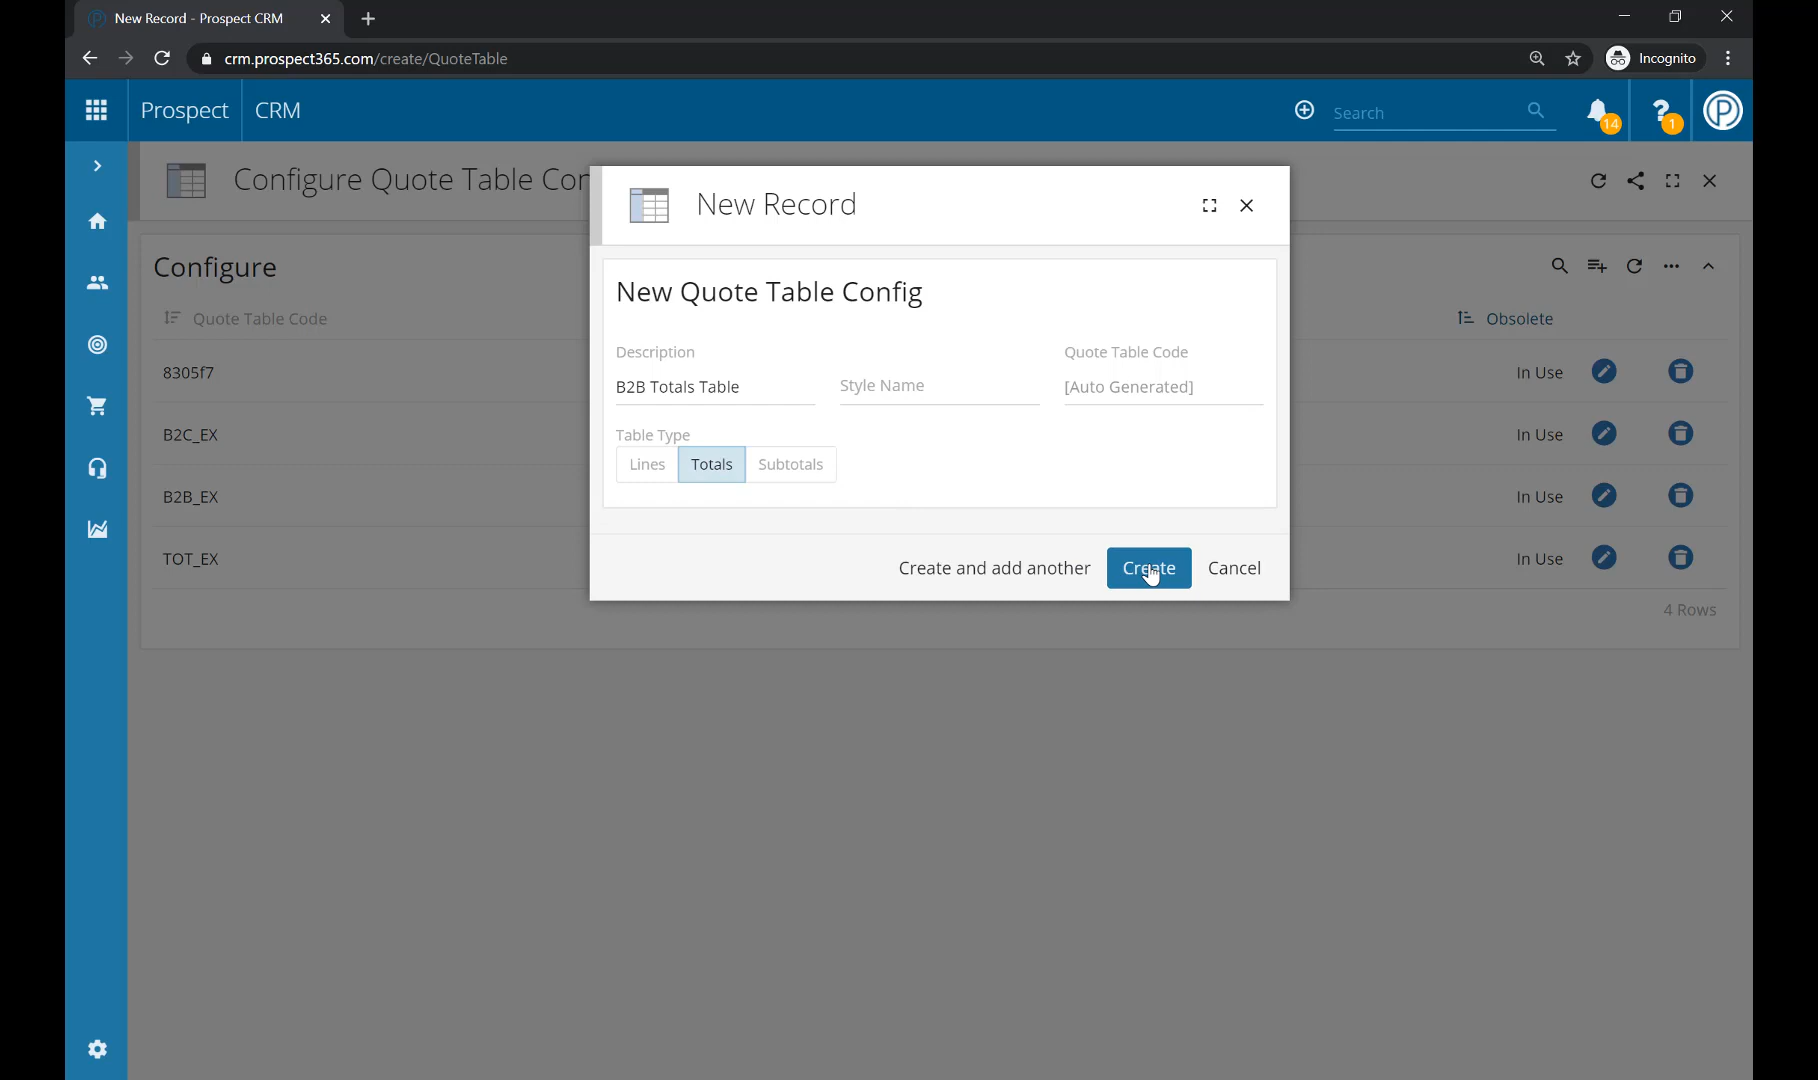 New Record - Prospect CRM
crm.prospect365.com/create/QuoteTable
Incognito
Prospect CRM
Search
14
?
1
Configure Quote Table Con
New Record
Configure
New Quote Table Config
Quote Table Code
Obsolete
Description
Quote Table Code
B2B Totals Table
Style Name
[Auto Generated]
8305f7
In Use
B2C_EX
In Use
Table Type
Lines
Totals
Subtotals
B2B_EX
In Use
TOT_EX
In Use
Create and add another
Create
Cancel
4 Rows